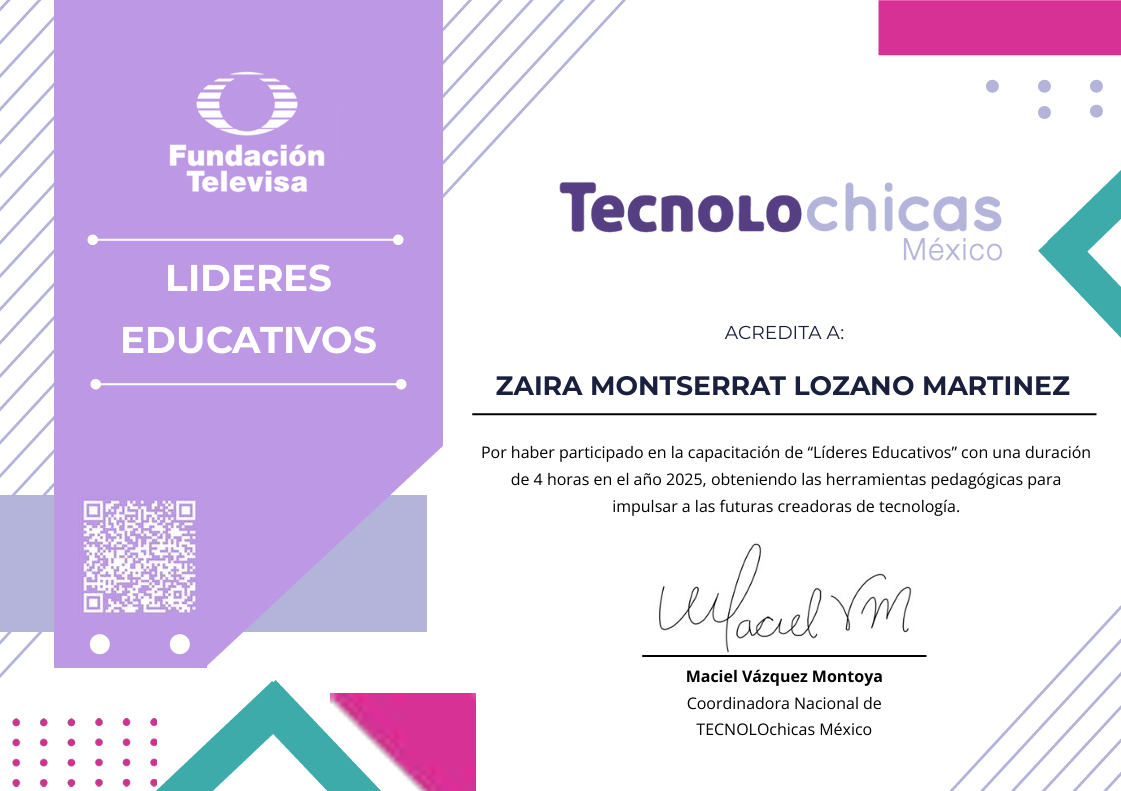 Fundación
Televisa
LIDERES
EDUCATIVOS
TecnoLochicas
México
ACREDITA A:
ZAIRA MONTSERRAT LOZANO MARTINEZ
Por haber participado en la capacitación de “Líderes Educativos” con una duración
de 4 horas en el año 2025, obteniendo las herramientas pedagógicas para
impulsar a las futuras creadoras de tecnología.
Maciel VM
Maciel Vázquez Montoya
Coordinadora Nacional de
TECNOLOchicas México